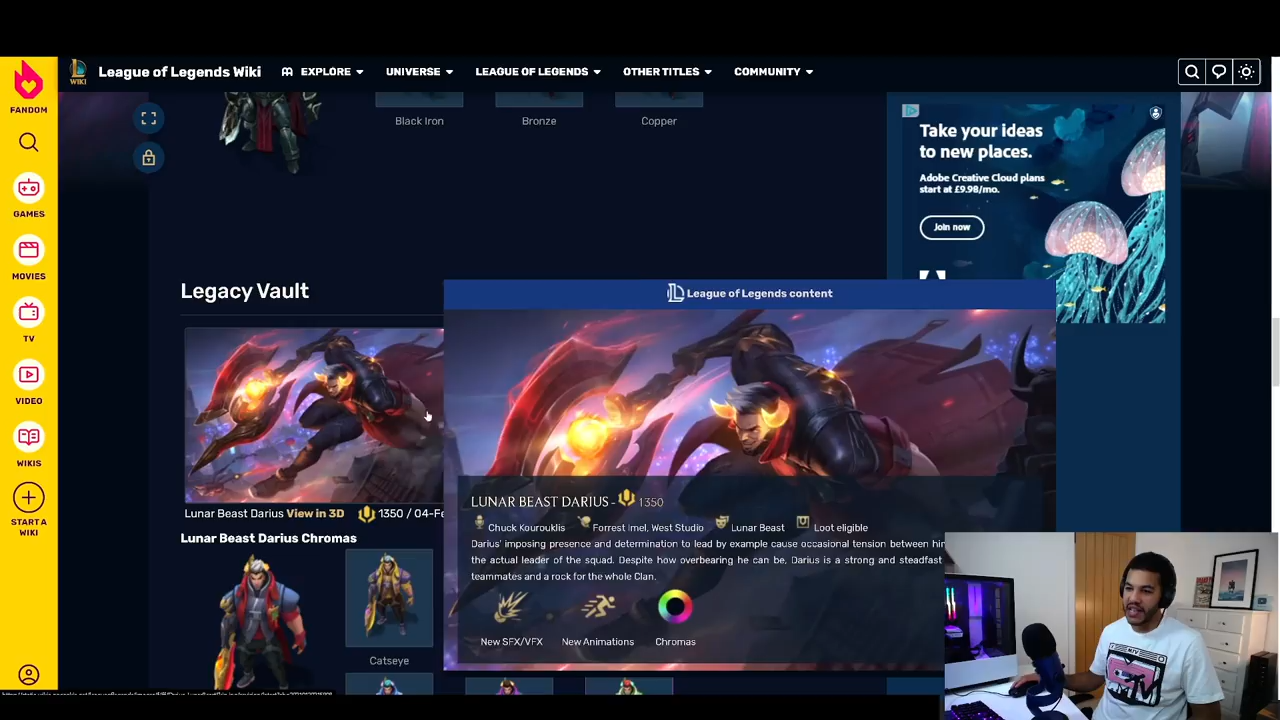 FANDOM
GAMES
MOVIES
TV
VIDEO
WIKIS
START A
WIKI
WIKI
League of Legends Wiki
EXPLORE
UNIVERSE
LEAGUE OF LEGENDS
OTHER TITLES
COMMUNITY
Black Iron
Bronze
Copper
Take your ideas
to new places.
Adobe Creative Cloud plans
start at £9.98/mo.
Join now
Legacy Vault
League of Legends content
LUNAR BEAST DARIUS - 1350
Chuck Kourouklis Forrest Imel, West Studio Lunar Beast Loot eligible
Darius' imposing presence and determination to lead by example cause occasional tension between
the actual leader of the squad. Despite how overbearing he can be, Darius is a strong and steadfast
teammates and a rock for the whole Clan.
New SFX/VFX
New Animations
Chromas
Lunar Beast Darius View in 3D 1350 / 04-Fe
Lunar Beast Darius Chromas
Catseye